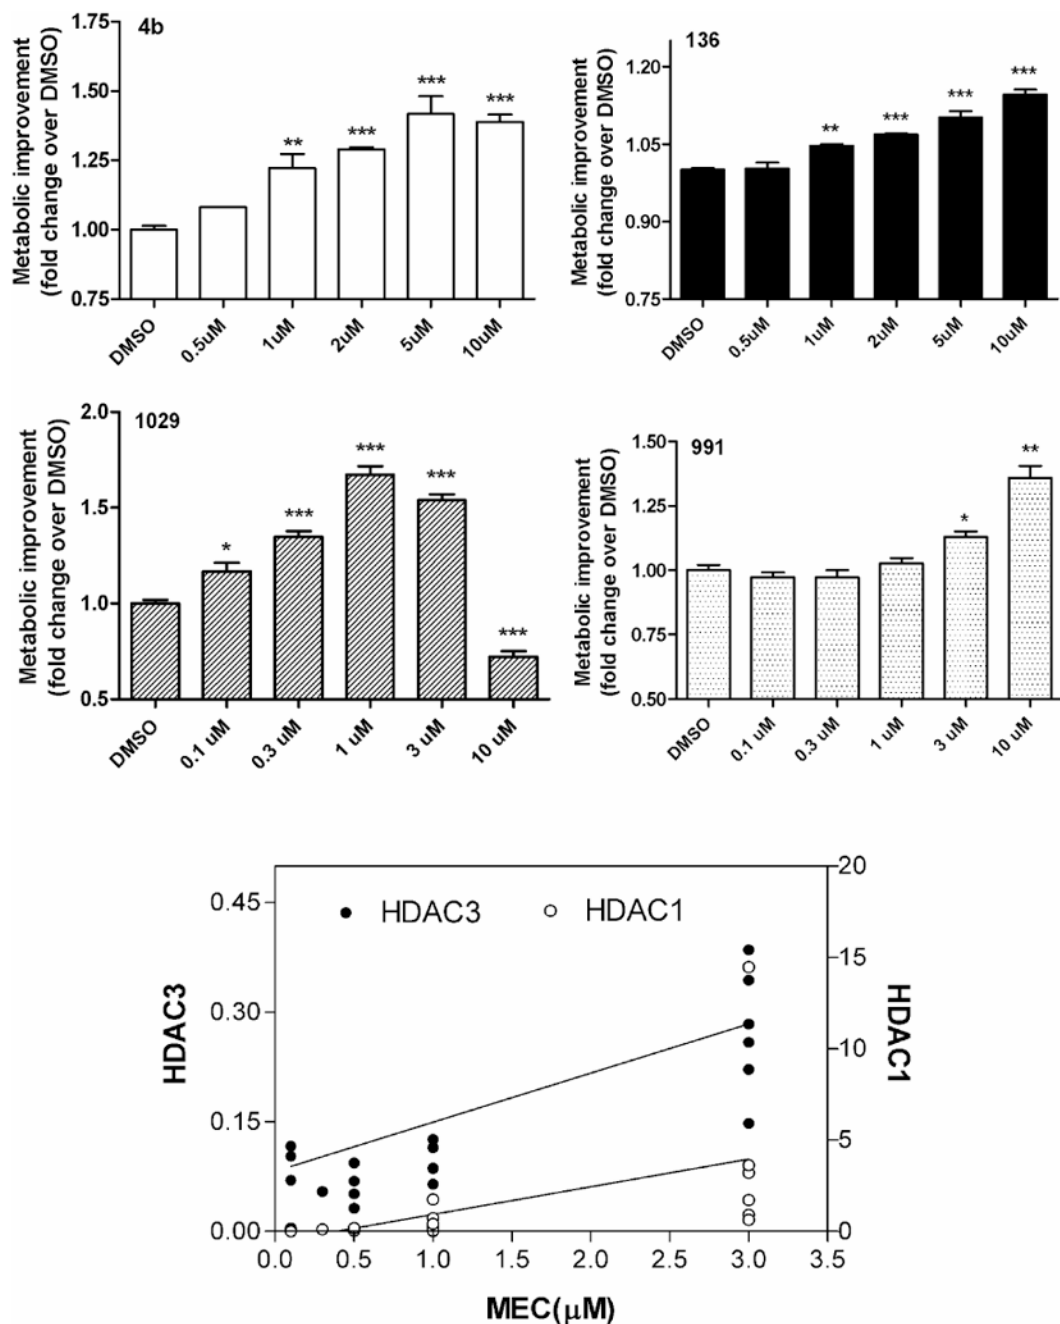 4b
Metabolic improvement
(fold change over DMSO)
1.75
1.50
1.25
1.00
0.75
** *** *** ***
DMSO 0.5uM 1uM 2uM 5uM 10uM
136
Metabolic improvement
(fold change over DMSO)
1.20
1.05
0.90
0.75
** *** *** ***
DMSO 0.5uM 1uM 2uM 5uM 10uM
1029
Metabolic improvement
(fold change over DMSO)
2.0
1.5
1.0
0.5
* *** *** *** ***
DMSO 0.1 uM 0.3 uM 1 uM 3 uM 10 uM
991
Metabolic improvement
(fold change over DMSO)
1.50
1.25
1.00
0.75
0.50
* **
DMSO 0.1 uM 0.3 uM 1 uM 3 uM 10 uM
HDAC3 HDAC1
HDAC3
0.45
0.30
0.15
0.00
HDAC1
20
15
10
5
0
0.0 0.5 1.0 1.5 2.0 2.5 3.0 3.5
MEC(μM)